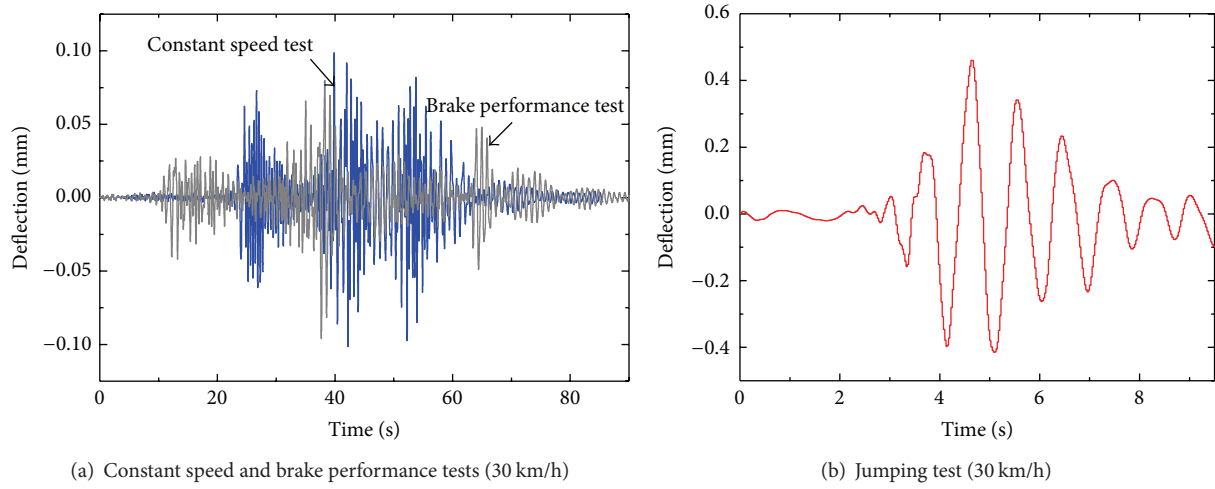 0.10
0.05
0.00
−0.05
−0.10
Deflection (mm)
Constant speed test
Brake performance test
0
20
40
60
80
Time (s)
(a) Constant speed and brake performance tests (30 km/h)
0.6
0.4
0.2
0.0
−0.2
−0.4
Deflection (mm)
0
2
4
6
8
Time (s)
(b) Jumping test (30 km/h)